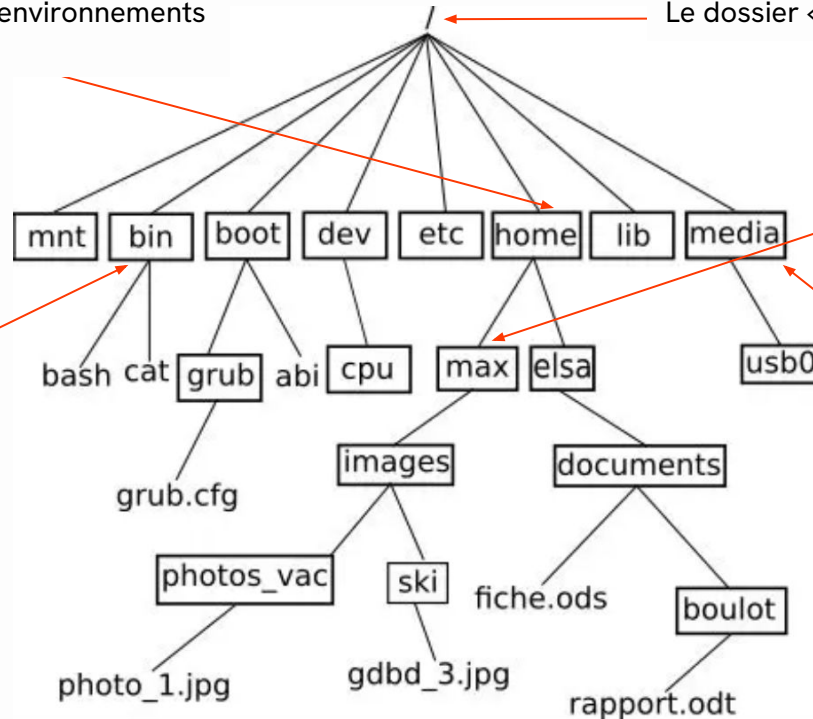 environnements
/
Le dossier «
mnt
bin
boot
dev
etc
home
lib
media
bash
cat
grub
abi
cpu
max
elsa
usb0
images
documents
grub.cfg
photos_vac
ski
fiche.ods
boulot
photo_1.jpg
gdbd_3.jpg
rapport.odt